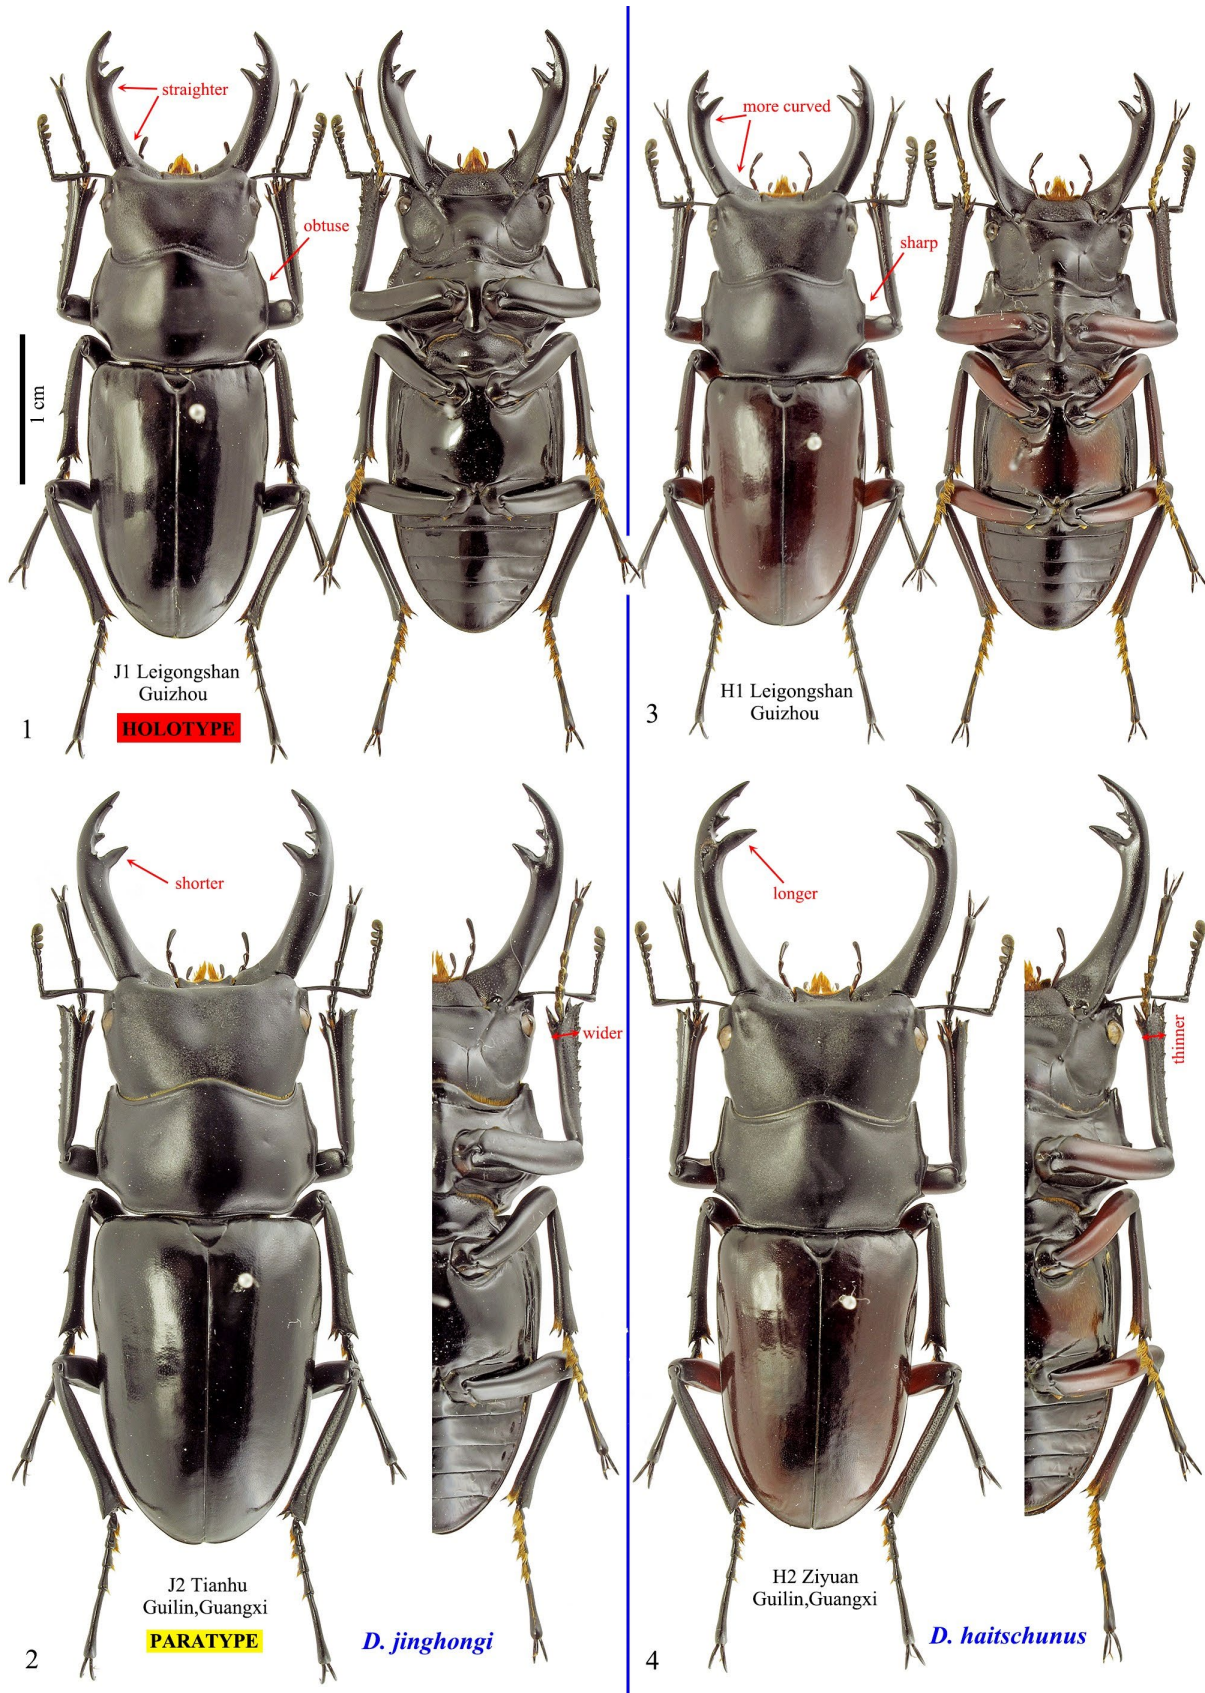 straighter
obtuse
1 cm
J1 Leigongshan
Guizhou
HOLOTYPE
1
more curved
sharp
H1 Leigongshan
Guizhou
3
shorter
wider
J2 Tianhu
Guilin,Guangxi
PARATYPE
2
D. jinghongi
longer
thinner
H2 Ziyuan
Guilin,Guangxi
4
D. haitschunus